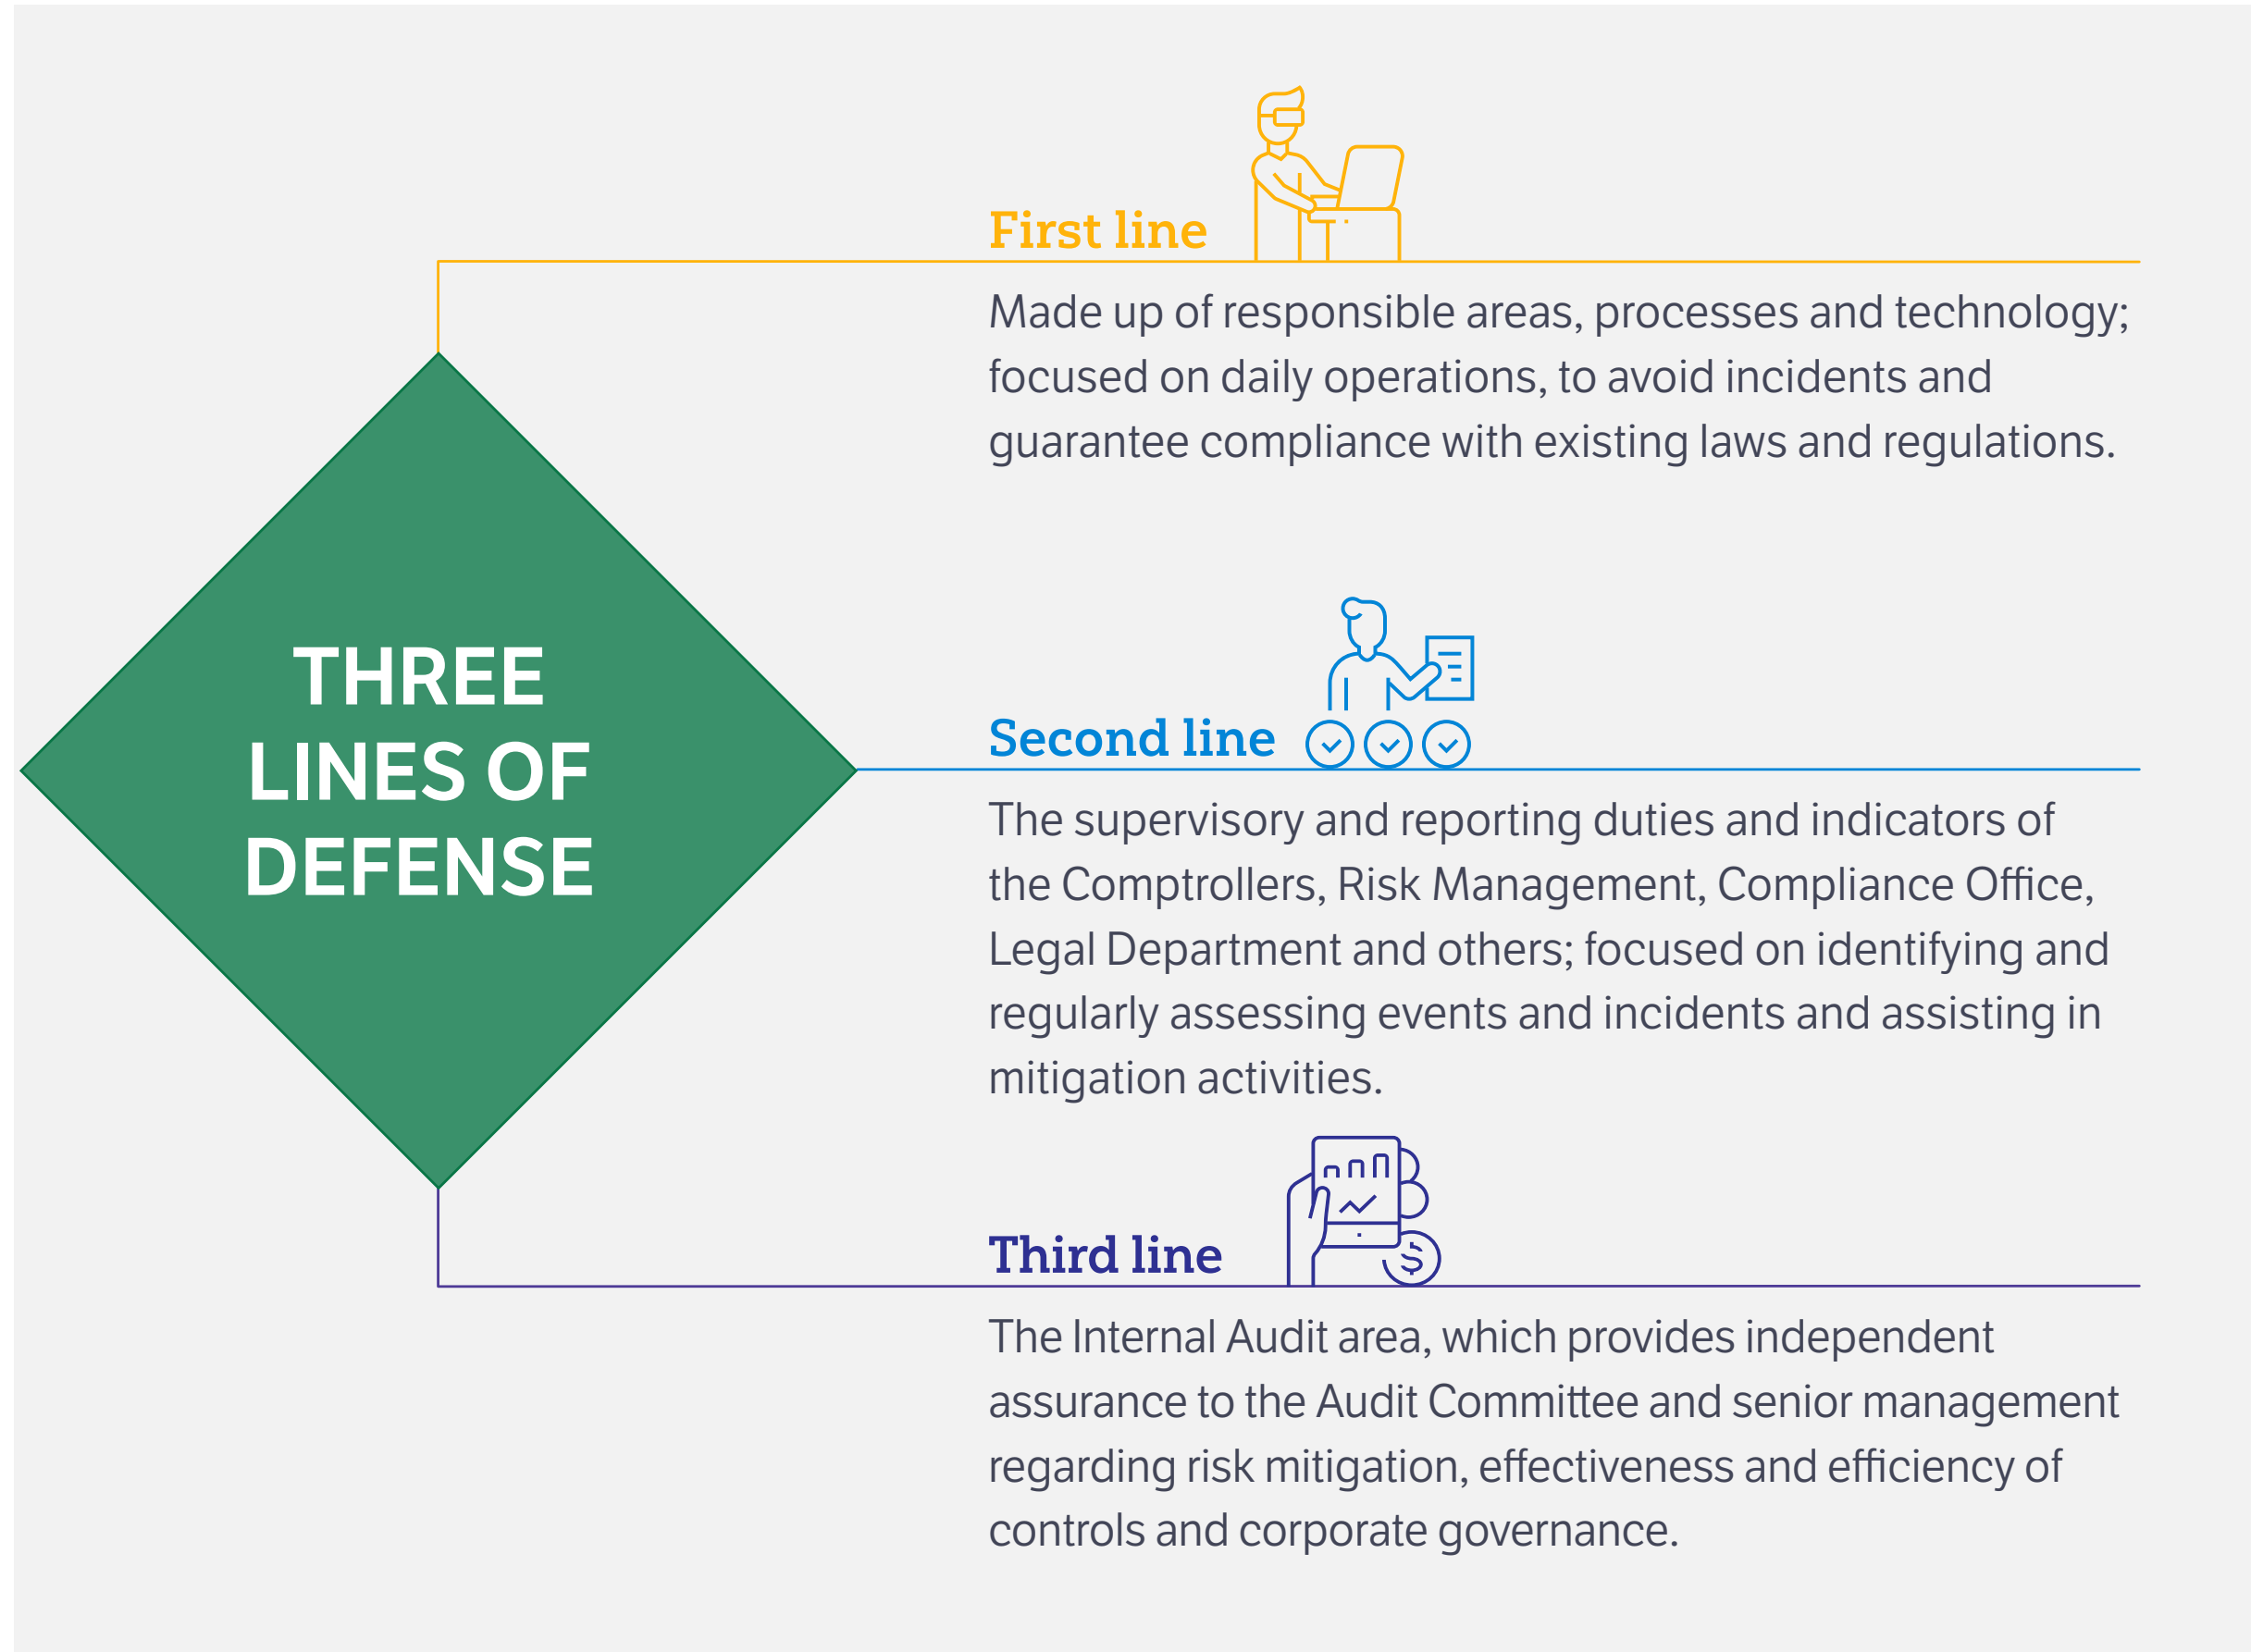 THREE
LINES OF
DEFENSE
First line
Made up of responsible areas, processes and technology;
focused on daily operations, to avoid incidents and
guarantee compliance with existing laws and regulations.
Second line
The supervisory and reporting duties and indicators of
the Comptrollers, Risk Management, Compliance Office,
Legal Department and others; focused on identifying and
regularly assessing events and incidents and assisting in
mitigation activities.
Third line
The Internal Audit area, which provides independent
assurance to the Audit Committee and senior management
regarding risk mitigation, effectiveness and efficiency of
controls and corporate governance.